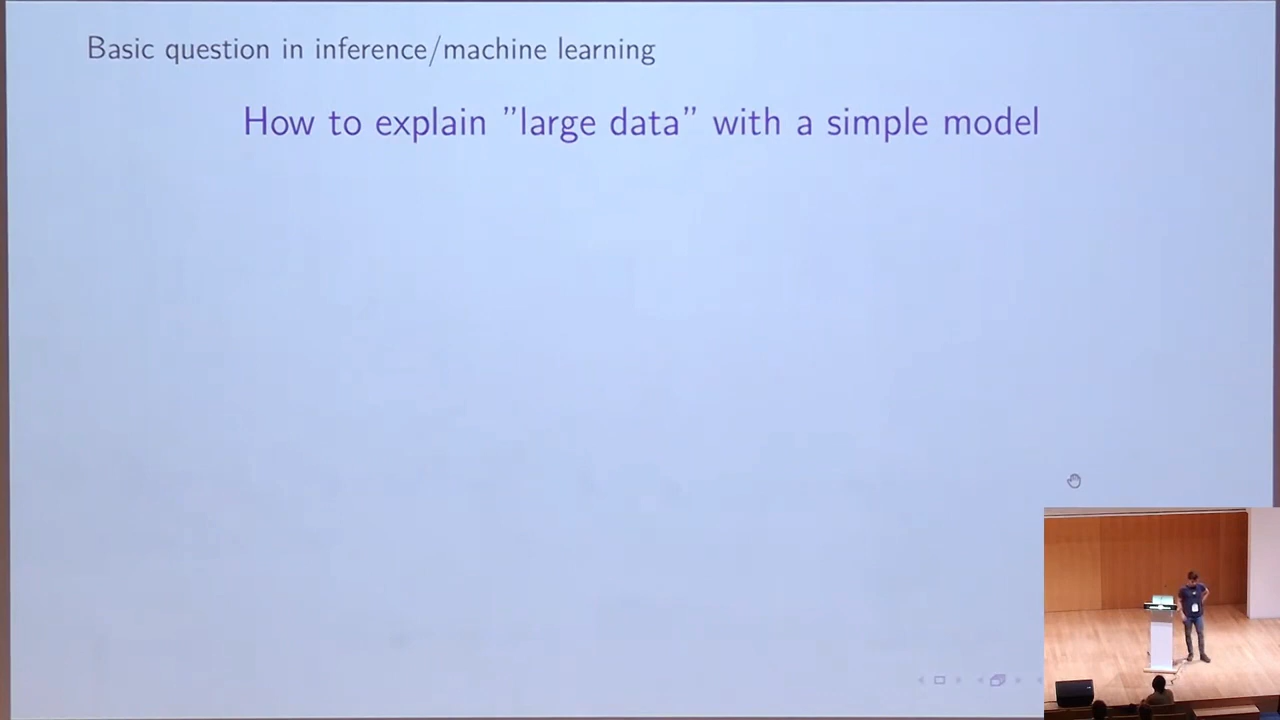 Basic question in inference/machine learning
How to explain ”large data” with a simple model